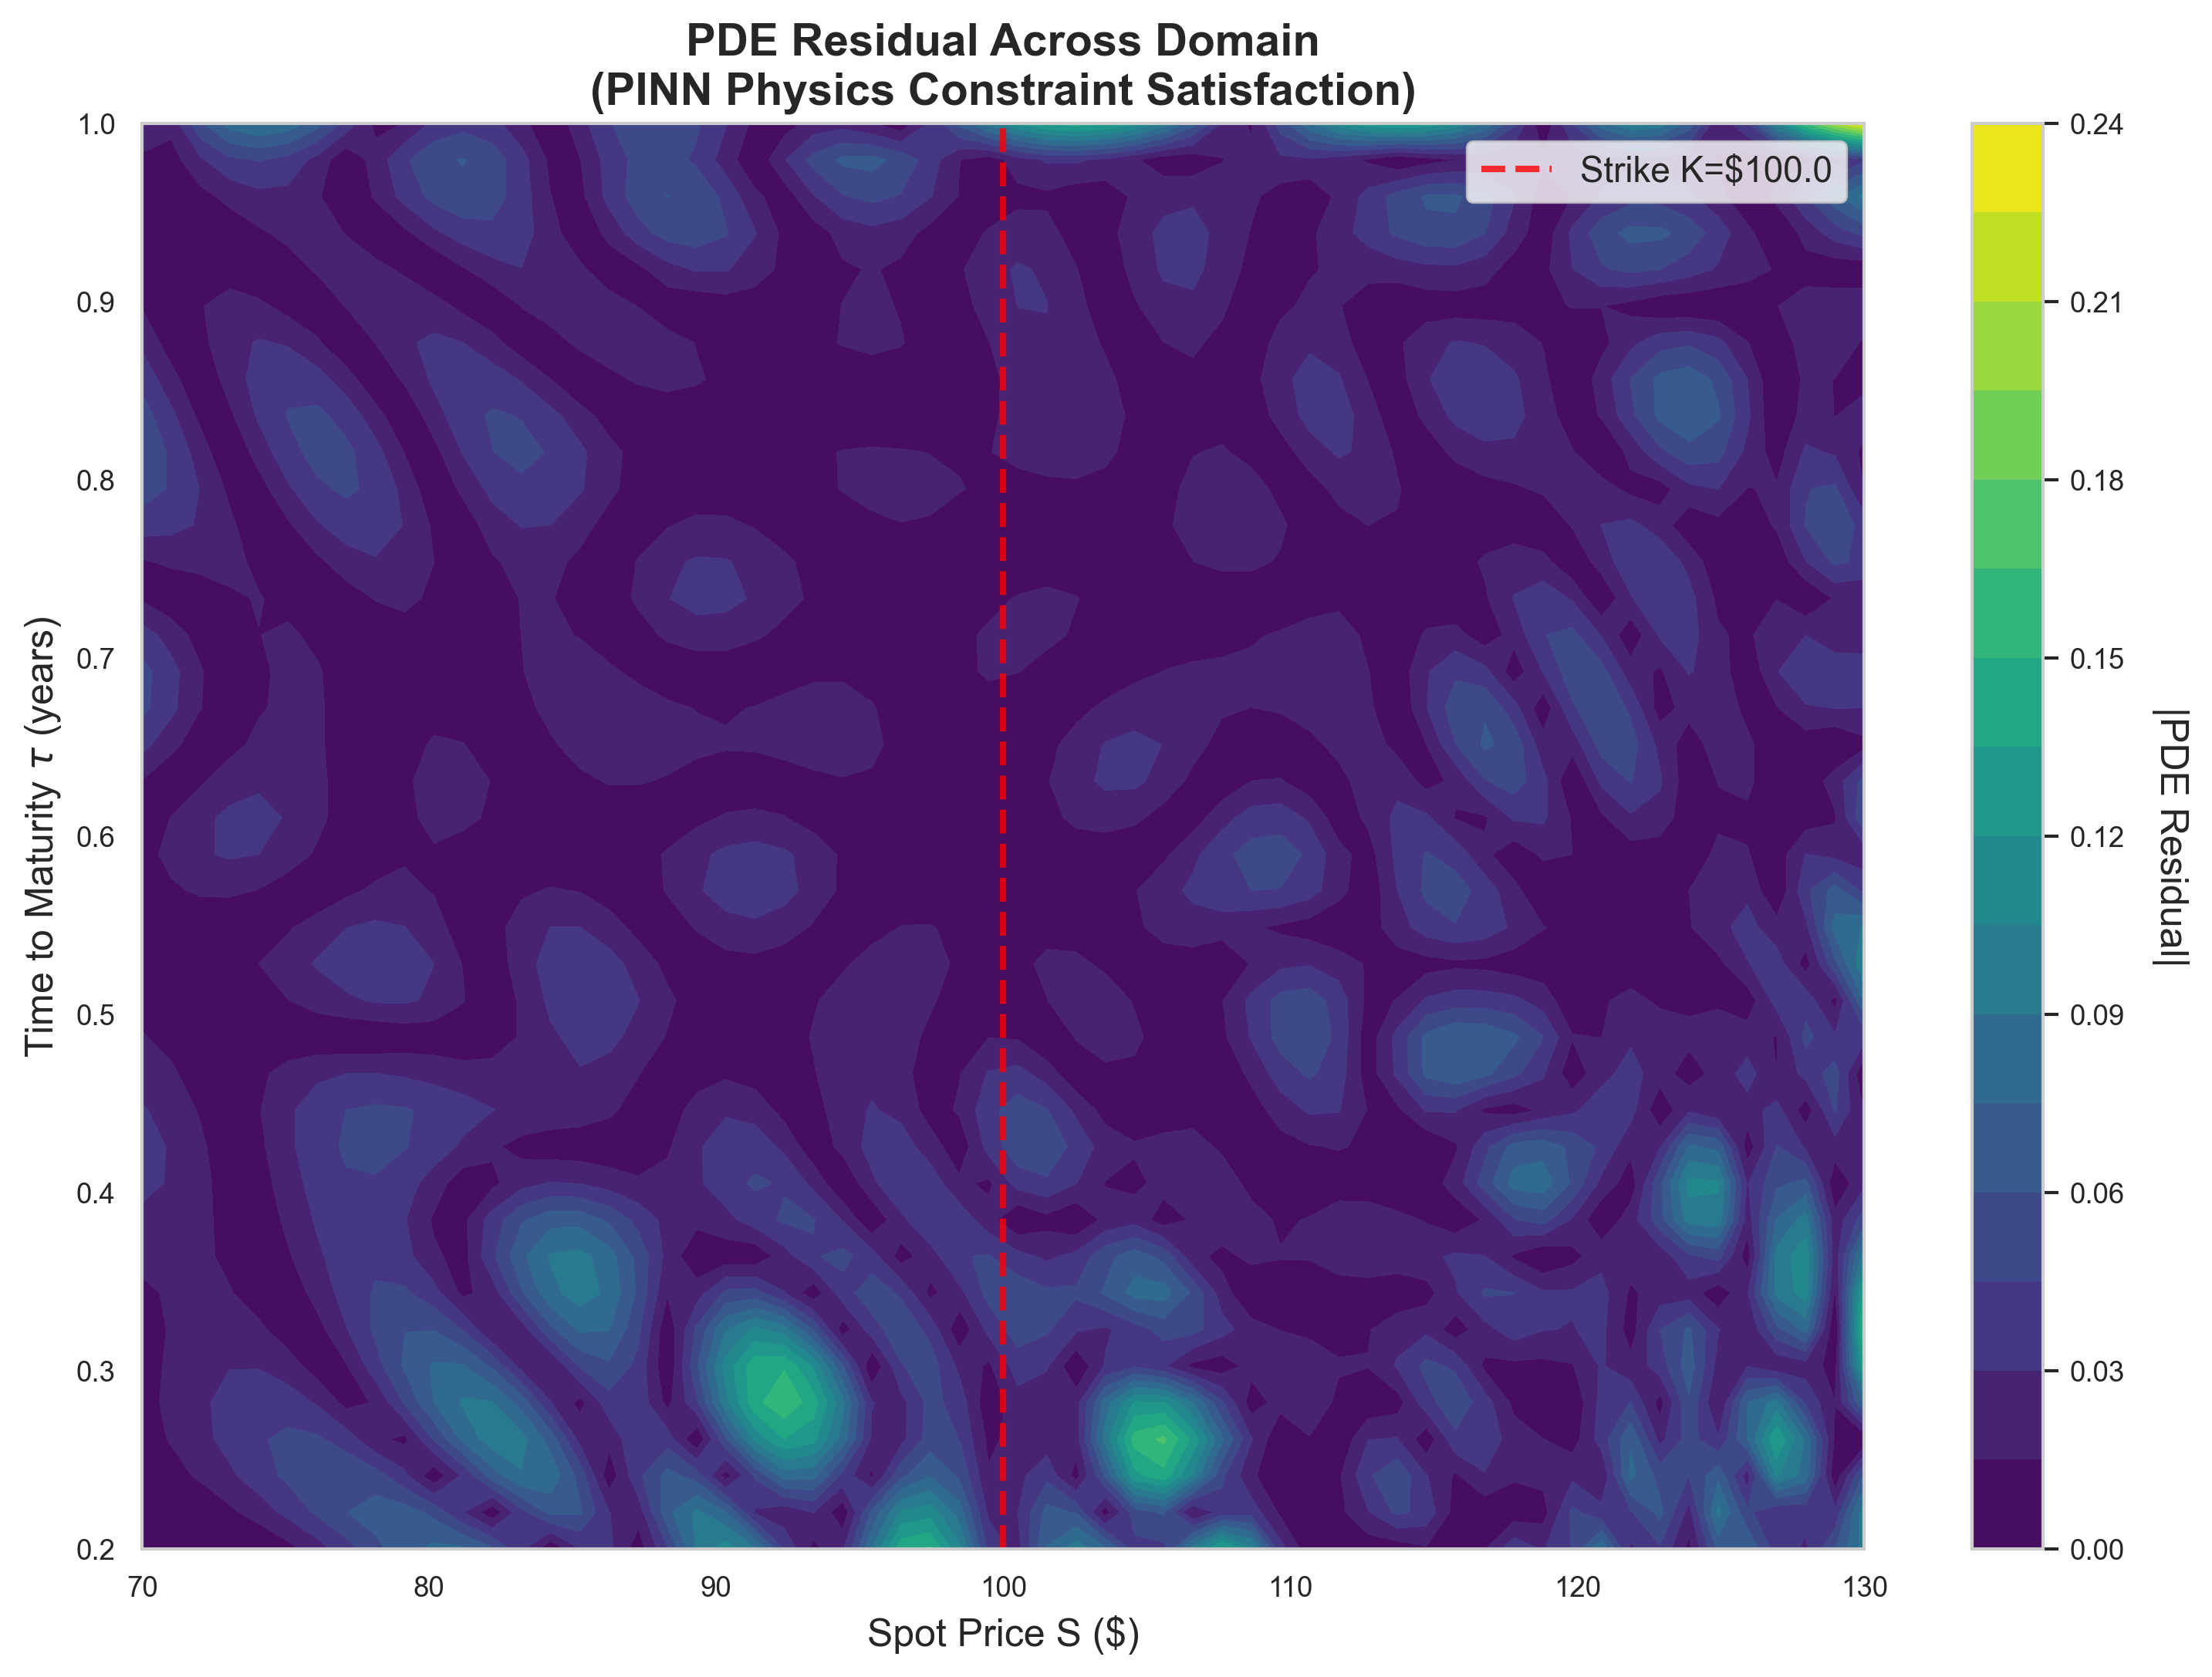 PDE Residual Across Domain
(PINN Physics Constraint Satisfaction)
Strike K=$100.0
Time to Maturity τ (years)
1.0
0.9
0.8
0.7
0.6
0.5
0.4
0.3
0.2
70 80 90 100 110 120 130
Spot Price S ($)
0.24
0.21
0.18
0.15
0.12
0.09
0.06
0.03
0.00
|PDE Residual|